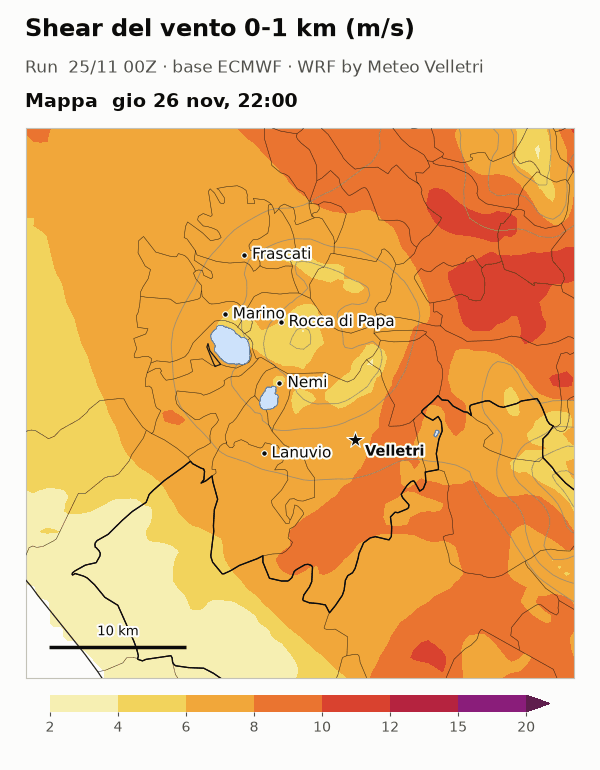 Shear del vento 0-1 km (m/s)
Run  25/11 00Z · base ECMWF · WRF by Meteo Velletri
Mappa  gio 26 nov, 22:00
Frascati
Marino
Rocca di Papa
Nemi
Velletri
Lanuvio
10 km
2 4 6 8 10 12 15 20